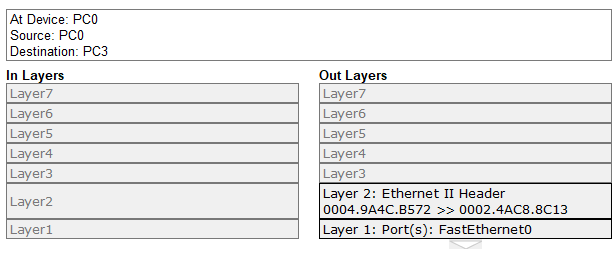 At Device: PC0
Source: PC0
Destination: PC3
In Layers
Out Layers
Layer7
Layer7
Layer6
Layer6
Layer5
Layer5
Layer4
Layer4
Layer3
Layer3
Layer2
Layer 2: Ethernet II Header
0004.9A4C.B572 >> 0002.4AC8.8C13
Layer1
Layer 1: Port(s): FastEthernet0